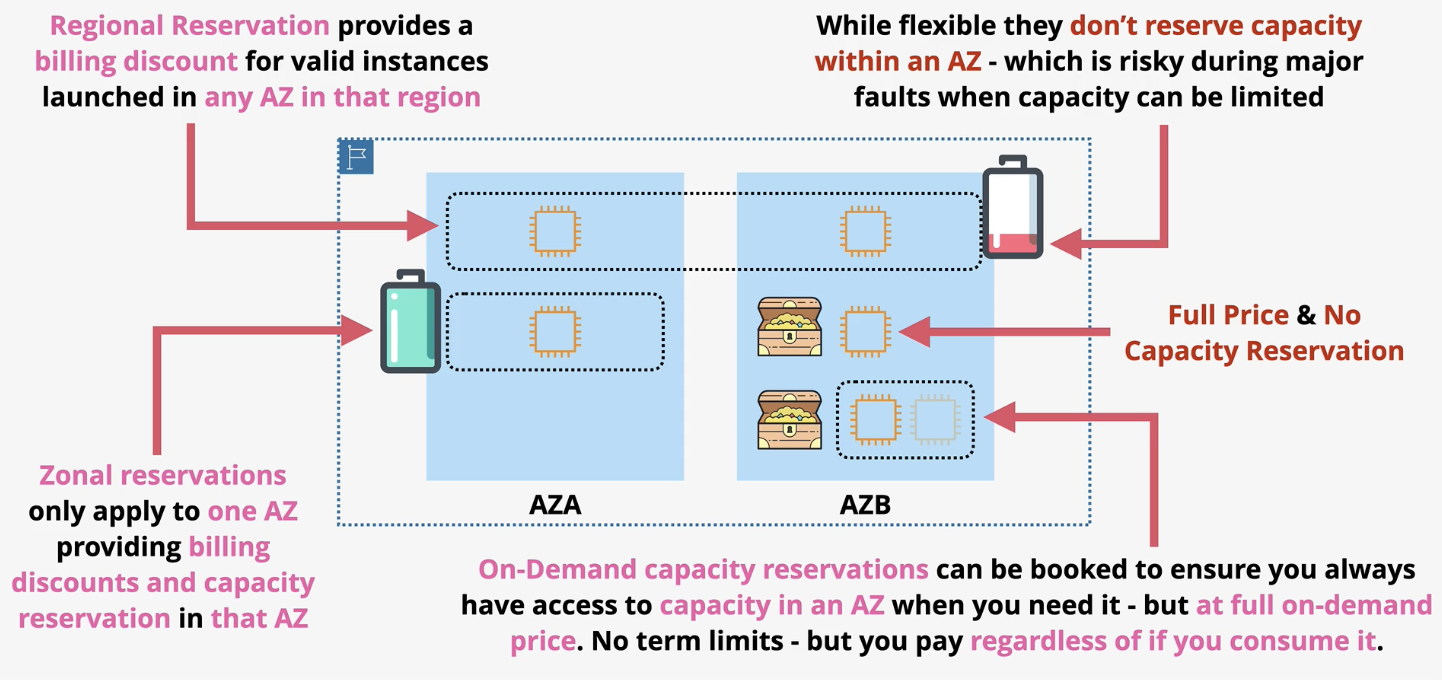 Regional Reservation provides a
billing discount for valid instances
launched in any AZ in that region
While flexible they don’t reserve capacity
within an AZ - which is risky during major
faults when capacity can be limited
Full Price & No
Capacity Reservation
Zonal reservations
only apply to one AZ
providing billing
discounts and capacity
reservation in that AZ
AZA
AZB
On-Demand capacity reservations can be booked to ensure you always
have access to capacity in an AZ when you need it - but at full on-demand
price. No term limits - but you pay regardless of if you consume it.